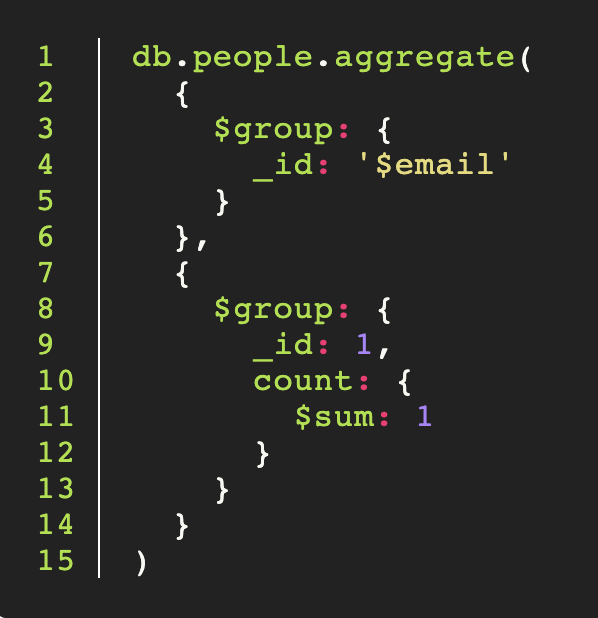 1 db.people.aggregate(
2   {
3     $group: {
4       _id: '$email'
5     }
6   },
7   {
8     $group: {
9       _id: 1,
10       count: {
11         $sum: 1
12       }
13     }
14   }
15 )